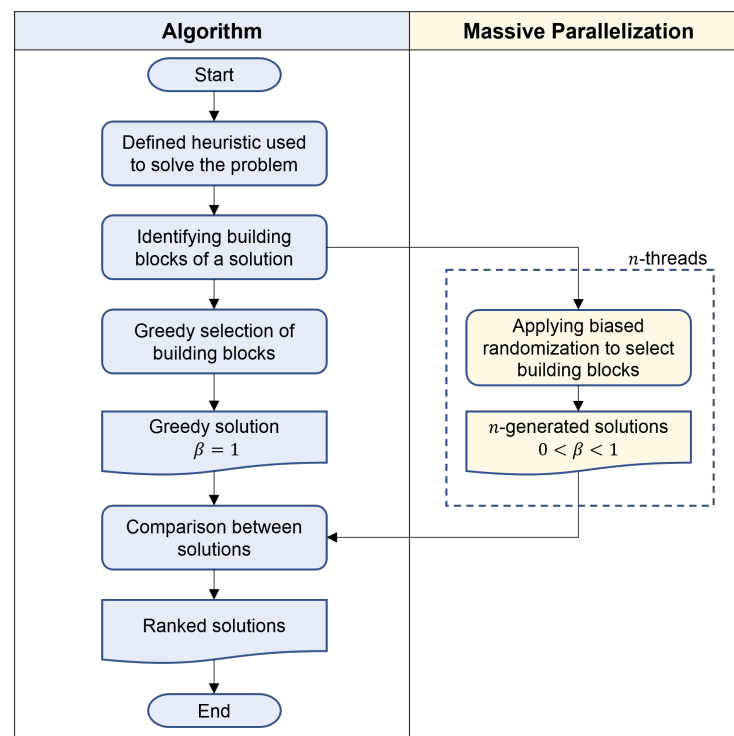 Algorithm
Massive Parallelization
Start
Defined heuristic used
to solve the problem
Identifying building
blocks of a solution
n-threads
Greedy selection of
building blocks
Applying biased
randomization to select
building blocks
Greedy solution
β = 1
n-generated solutions
0 < β < 1
Comparison between
solutions
Ranked solutions
End